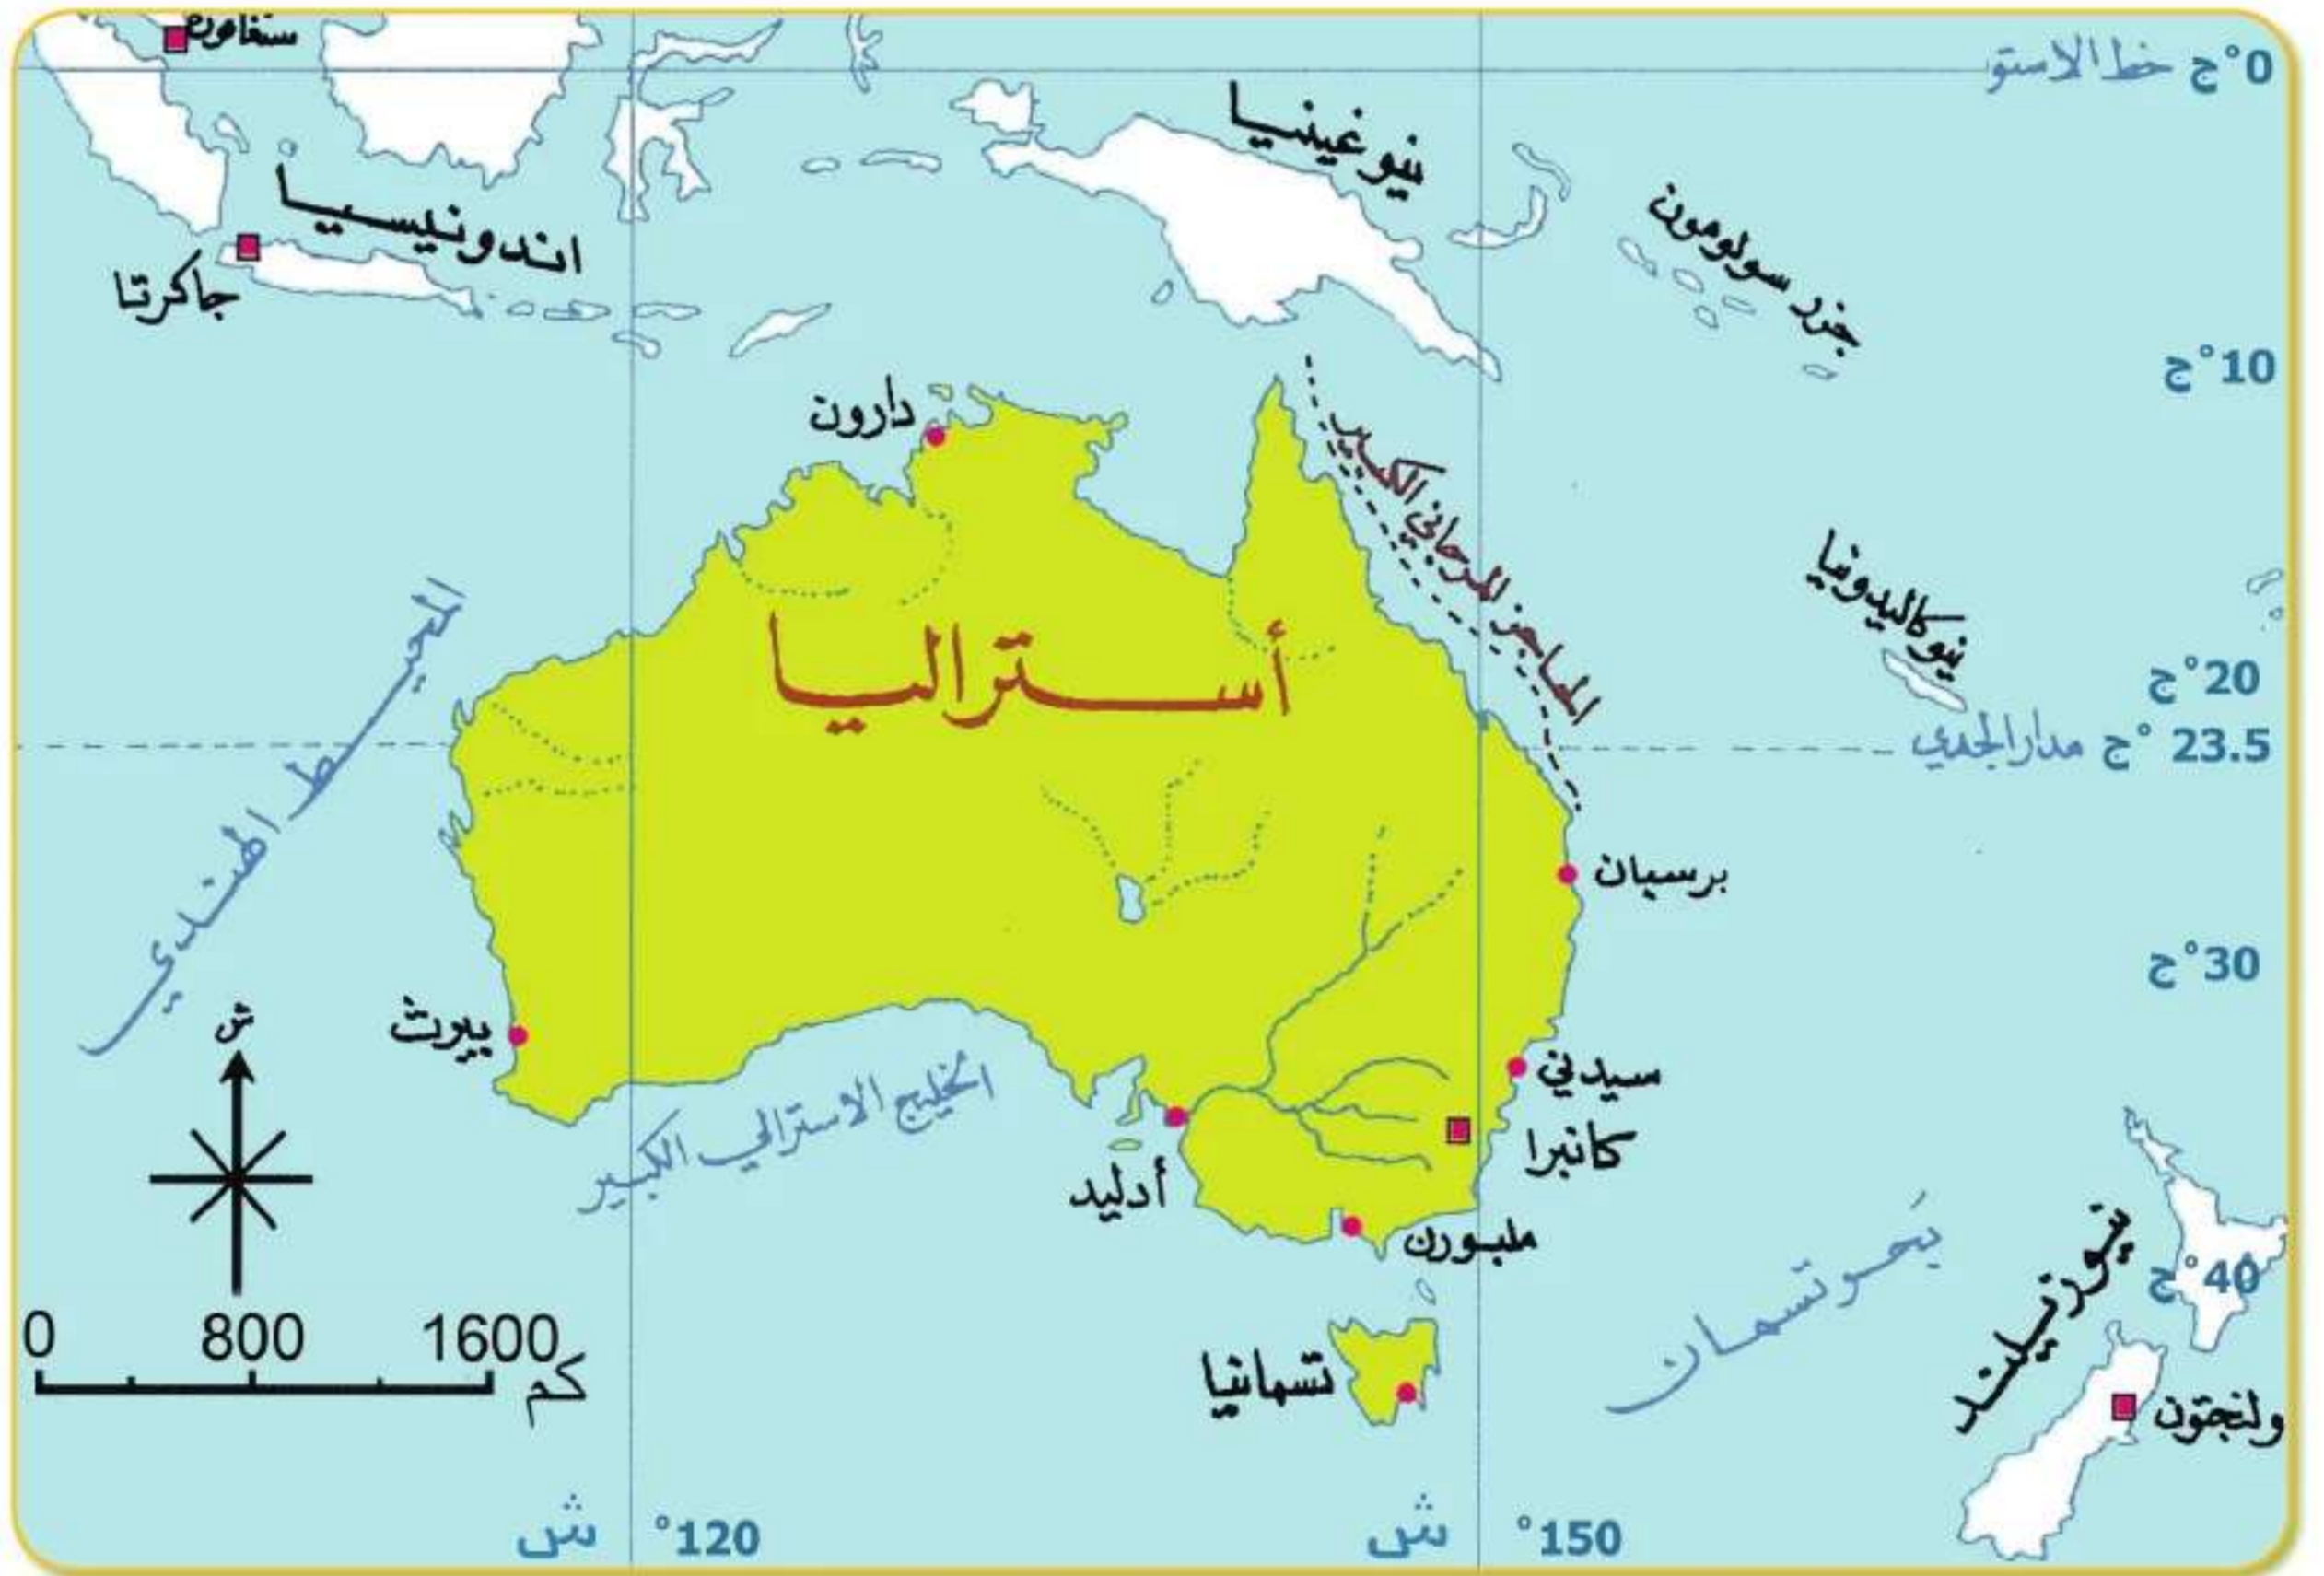 سنغافورة
خط الاستو 0°ج
نيوغينيا
اندونيسيا
جاكرتا
جزر سولومون
10°ج
دارون
الحاجز المرجاني الكبير
نيوكاليدونيا
أستراليا
20°ج
مدار الجدي 23.5 °ج
المحيط الهندي
برسبان
30°ج
بيرث
ش
الخليج الاسترالي الكبير
سيدني
كانبرا
أدليد
ملبورن
بحر تسمان
نيوزيلند
40°ج
0 800 1600 كم
تسمانيا
ولنجتون
ش °120
ش °150